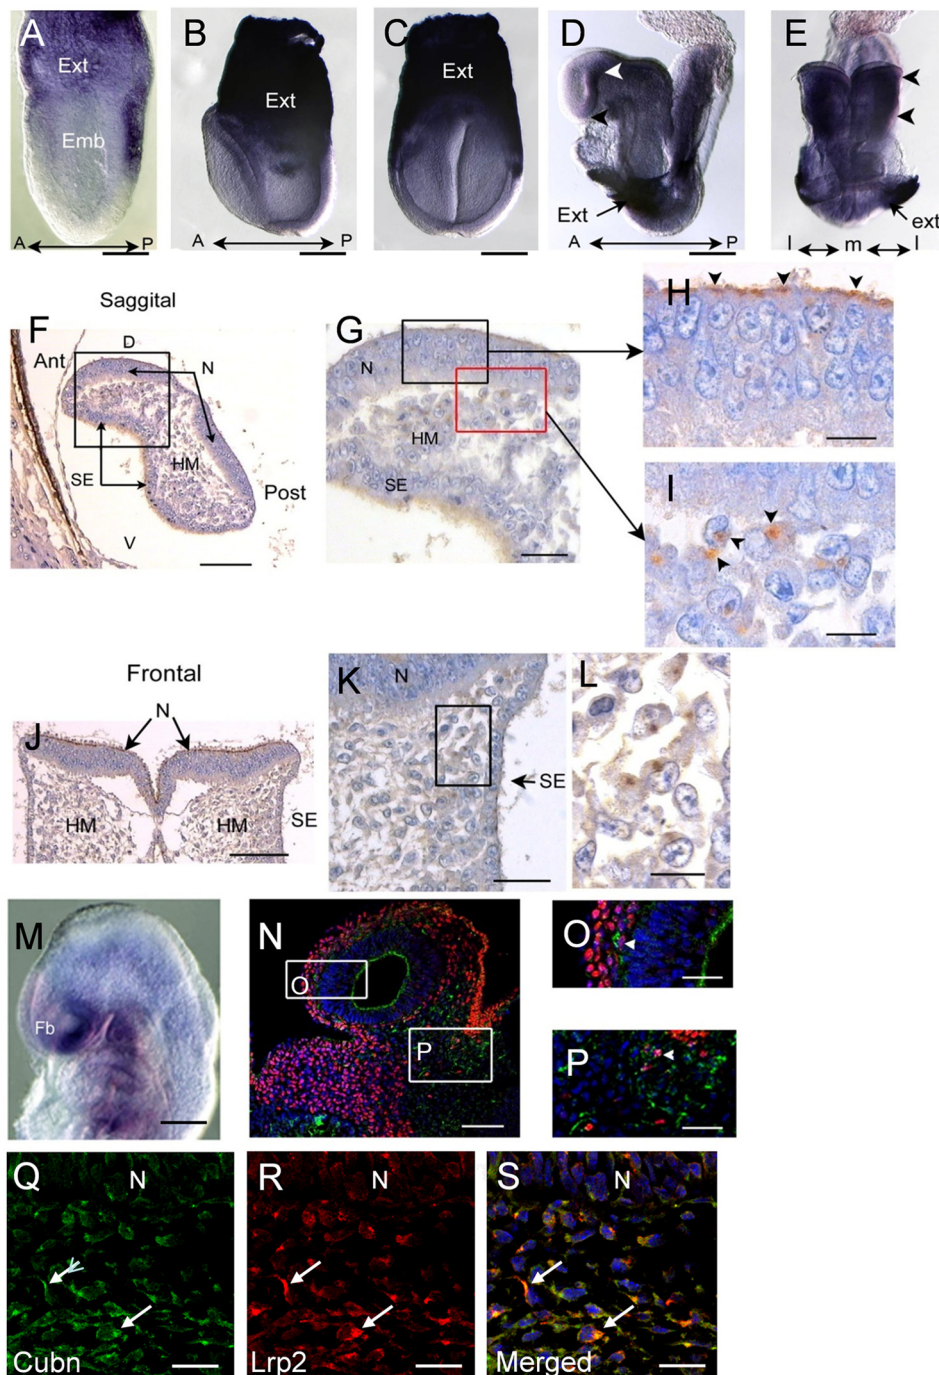 A B C D E
Ext Ext Ext
Emb
Ext ext
A P A P A P l m l
Saggital
F G H
Ant D N
N
HM HM
SE SE
Post
V
I
Frontal
J K L
N N
SE
HM HM SE
M N O
O
Fb
P P
Q R S
N N N
Cubn Lrp2 Merged